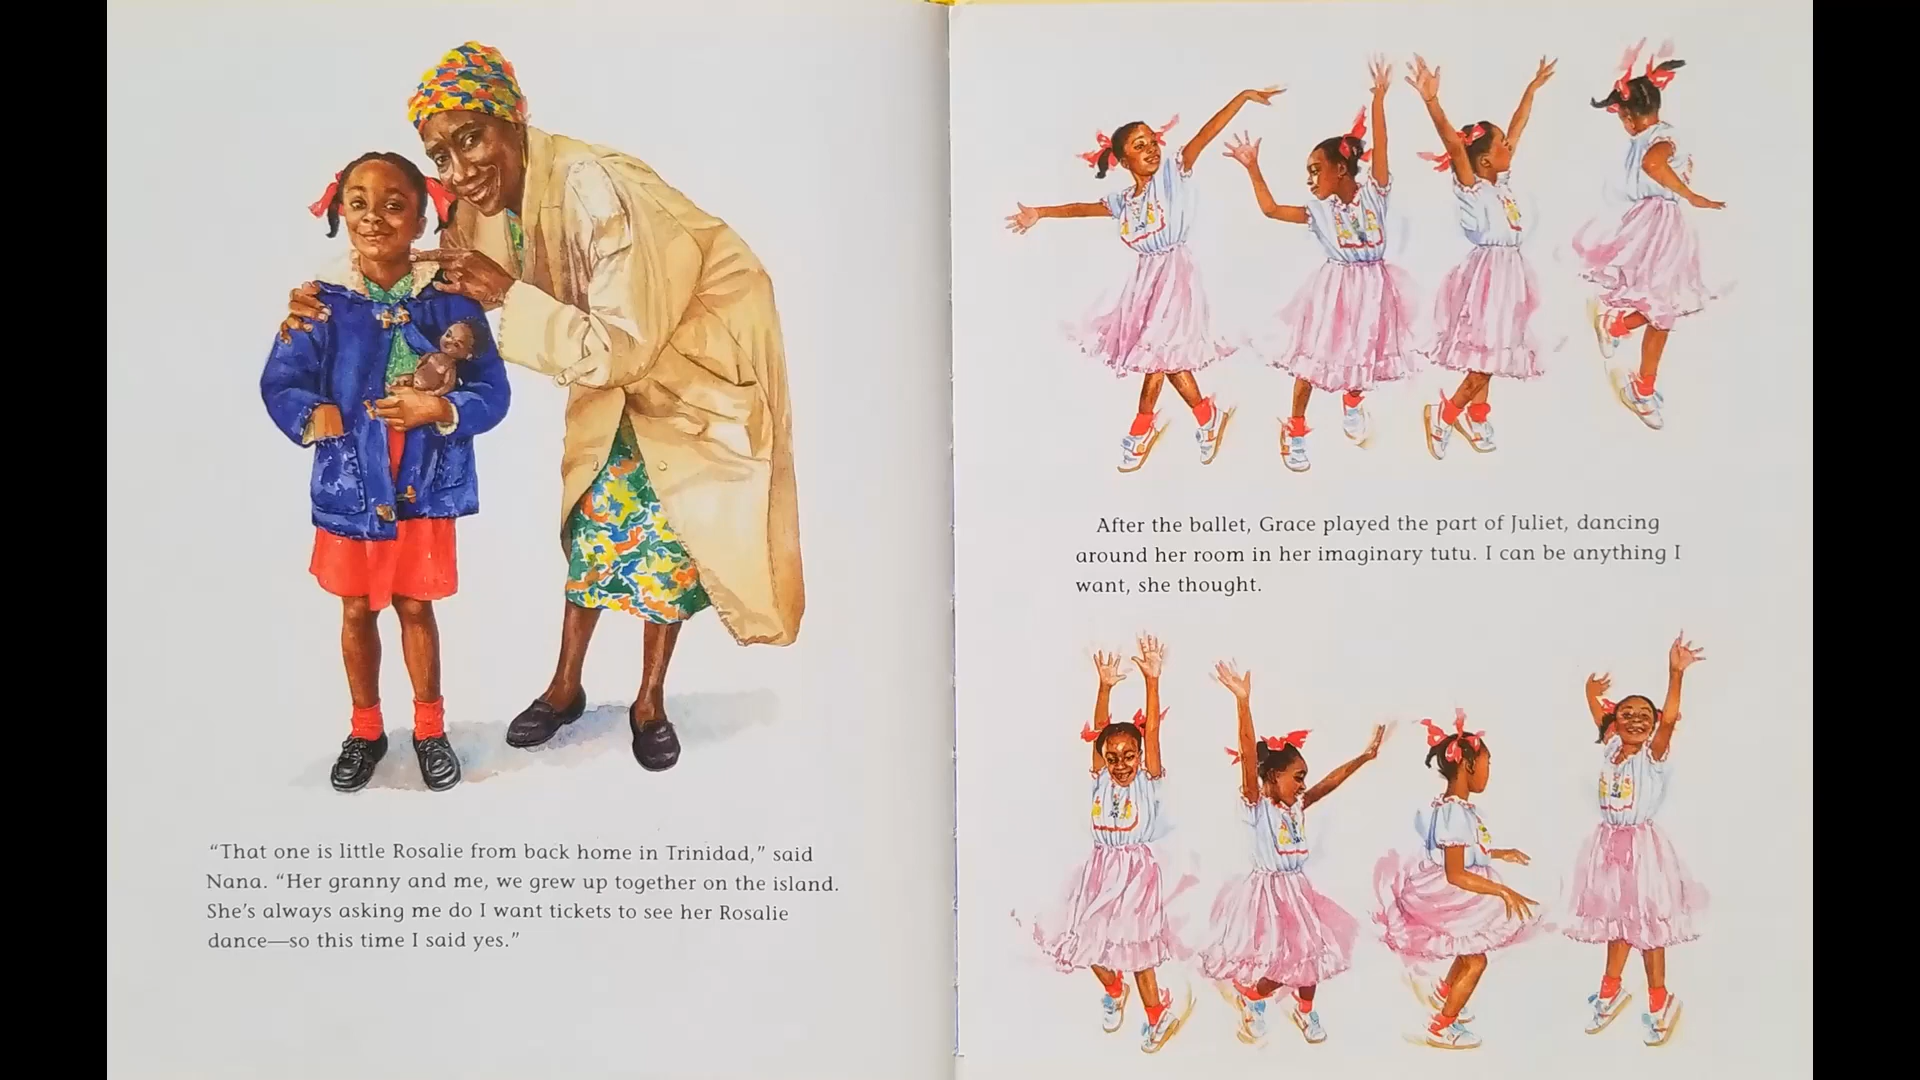 “That one is little Rosalie from back home in Trinidad,” said
Nana. “Her granny and me, we grew up together on the island.
She’s always asking me do I want tickets to see her Rosalie
dance—so this time I said yes.”
After the ballet, Grace played the part of Juliet, dancing
around her room in her imaginary tutu. I can be anything I
want, she thought.